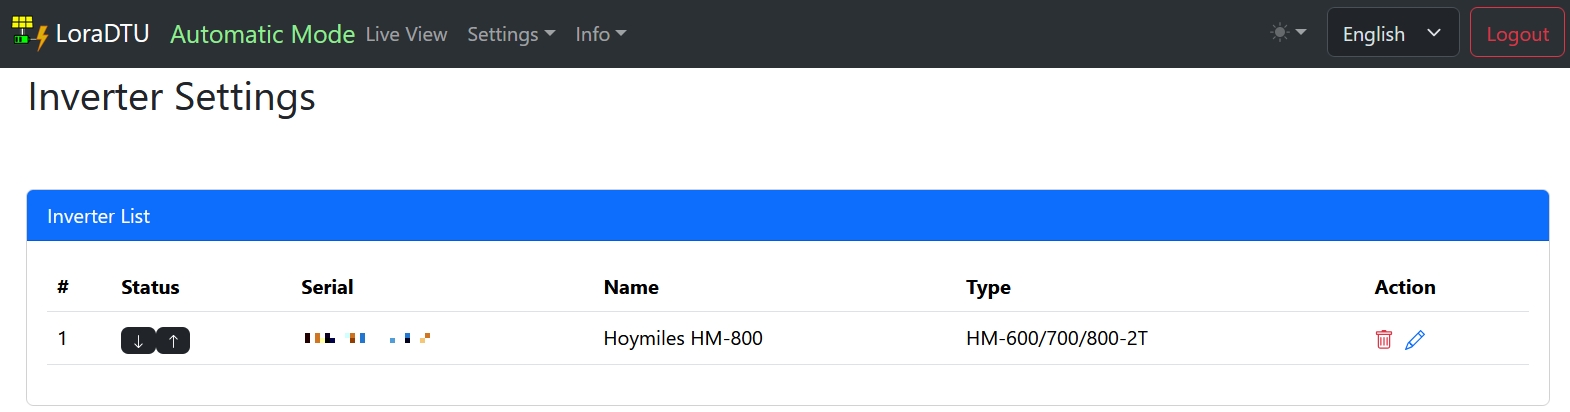 LoraDTU Automatic Mode Live View Settings Info English Logout
Inverter Settings
Inverter List
# Status Serial Name Type Action
1 ↓ ↑ Hoymiles HM-800 HM-600/700/800-2T